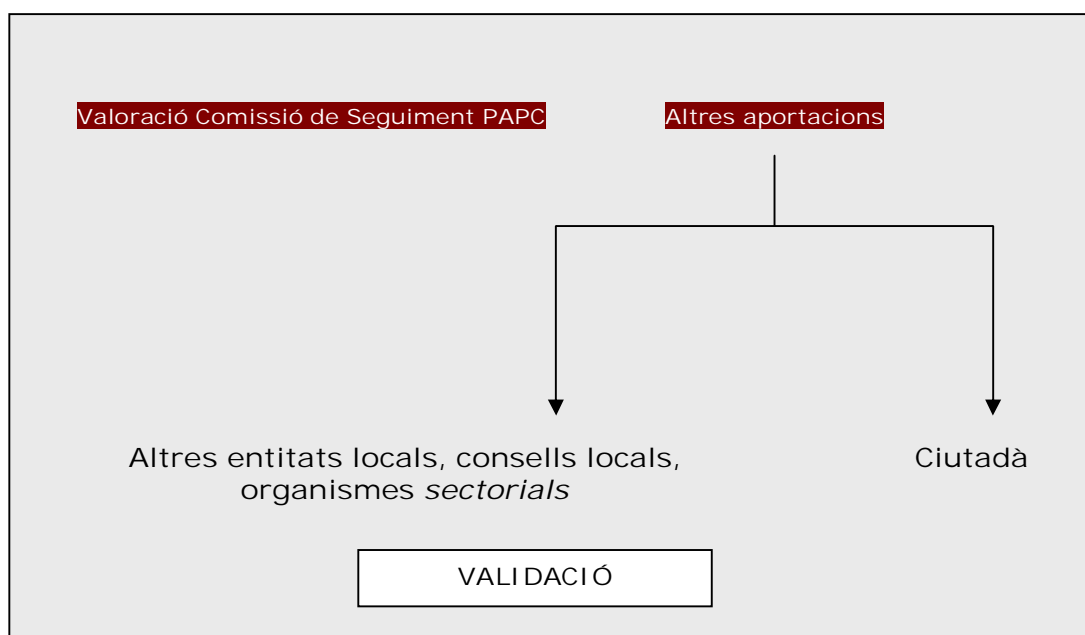 Valoració Comissió de Seguiment PAPC
Altres aportacions
Altres entitats locals, consells locals,
organismes sectorials
Ciutadà
VALIDACIÓ